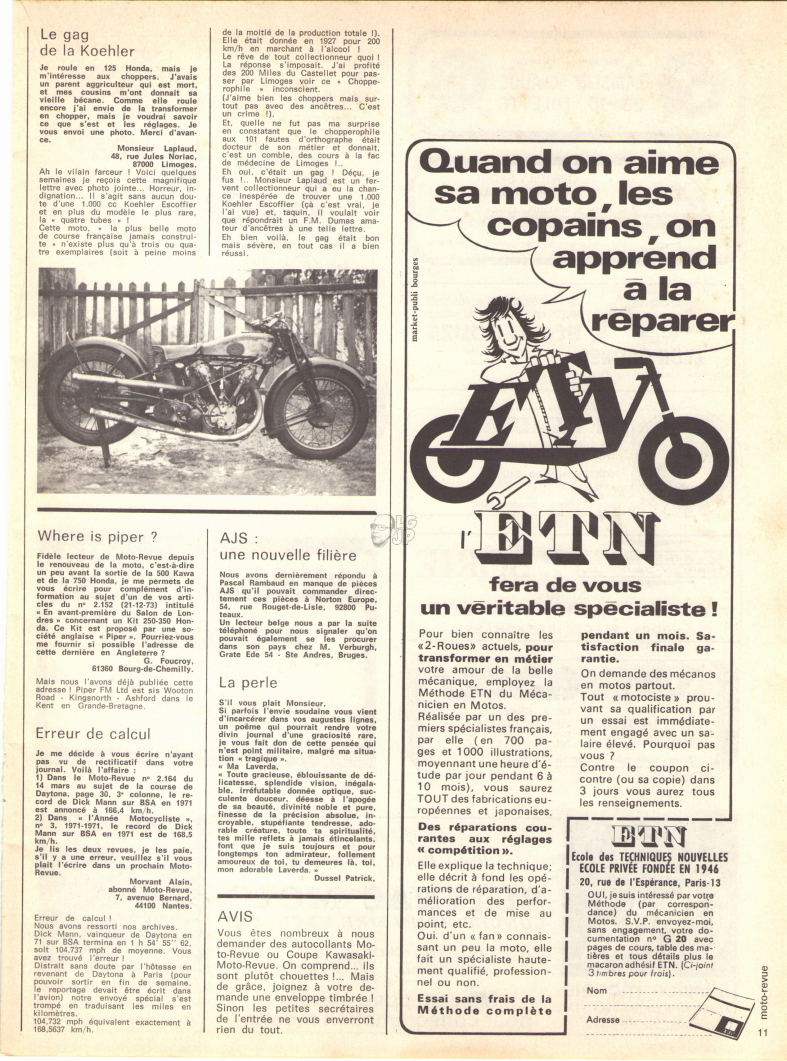 Le gag
de la Koehler
Je roule en 125 Honda, mais je
m'intéresse aux choppers. J'avais
un parent aggriculteur qui est mort,
et mes cousins m'ont donnait sa
vieille bécane. Comme elle roule
encore j'ai envie de la transformer
en chopper, mais je voudrai savoir
ce que s'est et les réglages. Je
vous envoi une photo. Merci d'avan-
ce.
Monsieur Laplaud,
48, rue Jules Noriac,
87000 Limoges.
Ah le vilain farceur ! Voici quelques
semaines je reçois cette magnifique
lettre avec photo jointe... Horreur, in-
dignation... Il s'agit sans aucun dou-
te d'une 1.000 cc Koehler Escoffier
et en plus du modèle le plus rare,
la « quatre tubes » !
Cette moto, « la plus belle moto
de course française jamais construi-
te » n'existe plus qu'à trois ou qua-
tre exemplaires (soit à peine moins
de la moitié de la production totale !).
Elle était donnée en 1927 pour 200
km/h en marchant à l'alcool !
Le rêve de tout collectionneur quoi !
La réponse s'imposait. J'ai profité
des 200 Miles du Castellet pour pas-
ser par Limoges voir ce « Choppe-
rophile » inconscient.
(J'aime bien les choppers mais sur-
tout pas avec des ancêtres... C'est
un crime !).
Et, quelle ne fut pas ma surprise
en constatant que le chopperophile
aux 101 fautes d'orthographe était
docteur de son métier et donnait,
c'est un comble, des cours à la fac
de médecine de Limoges !..
Eh oui, c'était un gag ! Déçu, je
fus !.. Monsieur Laplaud est un fer-
vent collectionneur qui a eu la chan-
ce inespérée de trouver une 1.000
Koehler Escoffier (çà c'est vrai, je
l'ai vue) et, taquin, il voulait voir
que répondrait un F.M. Dumas ama-
teur d'ancêtres à une telle lettre.
Eh bien voilà, le gag était bon
mais sévère, en tout cas il a bien
réussi.
Where is piper ?
Fidèle lecteur de Moto-Revue depuis
le renouveau de la moto, c'est-à-dire
un peu avant la sortie de la 500 Kawa
et de la 750 Honda, je me permets de
vous écrire pour complément d'in-
formation au sujet d'un de vos arti-
cles du n° 2.152 (21-12-73) intitulé
« En avant-première du Salon de Lon-
dres » concernant un Kit 250-350 Hon-
da. Ce Kit est proposé par une so-
ciété anglaise « Piper ». Pourriez-vous
me fournir si possible l'adresse de
cette dernière en Angleterre ?
G. Foucroy,
61360 Bourg-de-Chemilly.
Mais nous l'avons déjà publiée cette
adresse ! Piper FM Ltd est sis Wooton
Road - Kingsnorth - Ashford dans le
Kent en Grande-Bretagne.
Erreur de calcul
Je me décide à vous écrire n'ayant
pas vu de rectificatif dans votre
journal. Voilà l'affaire :
1) Dans le Moto-Revue n° 2.164 du
14 mars au sujet de la course de
Daytona, page 30, 3e colonne, le re-
cord de Dick Mann sur BSA en 1971
est annoncé à 166,4 km/h.
2) Dans « l'Année Motocycliste »,
n° 3, 1971-1971, le record de Dick
Mann sur BSA en 1971 est de 168,5
km/h.
Je lis les deux revues, je les paie,
s'il y a une erreur, veuillez s'il vous
plaît l'écrire dans un prochain Moto-
Revue.
Morvant Alain,
abonné Moto-Revue,
7, avenue Bernard,
44100 Nantes.
Erreur de calcul !
Nous avons ressorti nos archives.
Dick Mann, vainqueur de Daytona en
71 sur BSA termina en 1 h 54' 55'' 62,
soit 104,737 mph de moyenne. Vous
avez trouvé l'erreur !
Distrait sans doute par l'hôtesse en
revenant de Daytona à Paris (pour
pouvoir sortir en fin de semaine,
le reportage devait être écrit dans
l'avion) notre envoyé spécial s'est
trompé en traduisant les miles en
kilomètres.
104,732 mph équivalent exactement à
168,5637 km/h.
AJS :
une nouvelle filière
Nous avons dernièrement répondu à
Pascal Rambaud en manque de pièces
AJS qu'il pouvait commander direc-
tement ces pièces à Norton Europe,
54, rue Rouget-de-Lisle, 92800 Pu-
teaux.
Un lecteur belge nous a par la suite
téléphoné pour nous signaler qu'on
pouvait également se les procurer
dans son pays chez M. Verburgh,
Grate Ede 54 - Ste Andres, Bruges.
La perle
S'il vous plait Monsieur,
Si parfois l'envie soudaine vous vient
d'incarcérer dans vos augustes lignes,
un poème qui pourrait rendre votre
divin journal d'une graciosité rare,
je vous fait don de cette pensée qui
n'est point militaire, malgré ma situa-
tion « tragique ».
« Ma Laverda,
« Toute gracieuse, éblouissante de dé-
licatesse, splendide vision, inégala-
ble, irréfutable donnée optique, suc-
culente douceur, déesse à l'apogée
de sa beauté, divinité noble et pure,
finesse de la précision absolue, in-
croyable, stupéfiante tendresse, ado-
rable créature, toute ta spiritualité,
tes mille reflets à jamais étincelants,
font que je suis toujours et pour
longtemps ton admirateur, follement
amoureux de toi, tu demeures là, toi,
mon adorable Laverda. »
Dussel Patrick.
AVIS
Vous êtes nombreux à nous
demander des autocollants Mo-
to-Revue ou Coupe Kawasaki-
Moto-Revue. On comprend... ils
sont plutôt chouettes !... Mais
de grâce, joignez à votre de-
mande une enveloppe timbrée !
Sinon les petites secrétaires
de l'entrée ne vous enverront
rien du tout.
Quand on aime
sa moto, les
copains, on
apprend
à la
réparer
market-publi bourges
ETN
l'ETN
fera de vous
un véritable spécialiste !
Pour bien connaître les
«2-Roues» actuels, pour
transformer en métier
votre amour de la belle
mécanique, employez la
Méthode ETN du Méca-
nicien en Motos.
Réalisée par un des pre-
miers spécialistes français,
par elle (en 700 pa-
ges et 1000 illustrations,
moyennant une heure d'é-
tude par jour pendant 6 à
10 mois), vous saurez
TOUT des fabrications eu-
ropéennes et japonaises.
Des réparations cou-
rantes aux réglages
« compétition ».
Elle explique la technique;
elle décrit à fond les opé-
rations de réparation, d'a-
mélioration des perfor-
mances et de mise au
point, etc.
Oui. d'un « fan » connais-
sant un peu la moto, elle
fait un spécialiste haute-
ment qualifié, profession-
nel ou non.
Essai sans frais de la
Méthode complète
pendant un mois. Sa-
tisfaction finale ga-
rantie.
On demande des mécanos
en motos partout.
Tout « motociste » prou-
vant sa qualification par
un essai est immédiate-
ment engagé avec un sa-
laire élevé. Pourquoi pas
vous ?
Contre le coupon ci-
contre (ou sa copie) dans
3 jours vous aurez tous
les renseignements.
ETN
Ecole des TECHNIQUES NOUVELLES
ECOLE PRIVÉE FONDÉE EN 1946
20, rue de l'Espérance, Paris-13
OUI, je suis intéressé par votre
Méthode (par correspon-
dance) du mécanicien en
Motos. S.V.P. envoyez-moi,
sans engagement, votre do-
cumentation n° G 20 avec
pages de cours, table des ma-
tières et tous détails plus le
macaron adhésif ETN. (Ci-joint
3 timbres pour frais).
Nom
Adresse
moto-revue
11